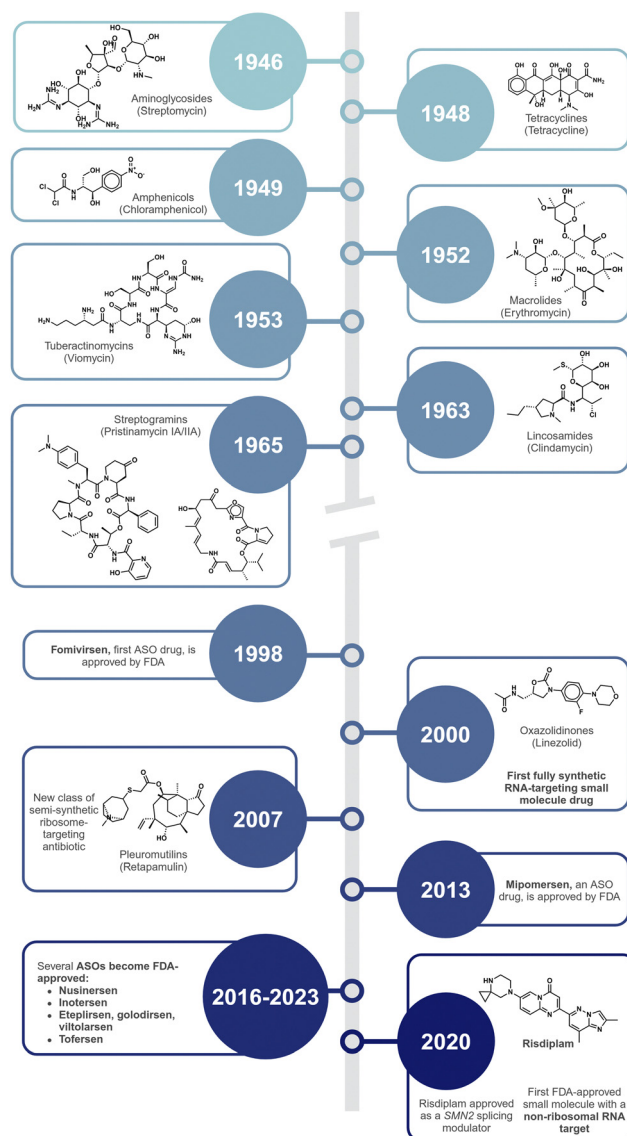 1946
Aminoglycosides
(Streptomycin)
1948
Tetracyclines
(Tetracycline)
1949
Amphenicols
(Chloramphenicol)
1952
Macrolides
(Erythromycin)
1953
Tuberactinomycins
(Viomycin)
1963
Lincosamides
(Clindamycin)
Streptogramins
(Pristinamycin IA/IIA)
1965
Fomivirsen, first ASO drug, is
approved by FDA
1998
2000
Oxazolidinones
(Linezolid)
First fully synthetic
RNA-targeting small
molecule drug
New class of
semi-synthetic
ribosome-
targeting
antibiotic
Pleuromutilins
(Retapamulin)
2007
2013
Mipomersen, an ASO
drug, is approved by FDA
Several ASOs become FDA-
approved:
• Nusinersen
• Inotersen
• Eteplirsen, golodirsen,
viltolarsen
• Tofersen
2016-2023
2020
Risdiplam
Risdiplam approved
as a SMN2 splicing
modulator
First FDA-approved
small molecule with a
non-ribosomal RNA
target